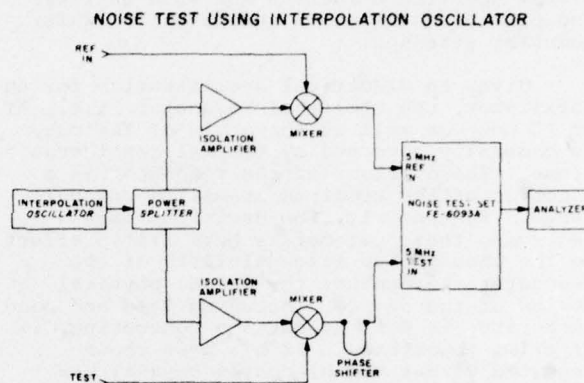 NOISE TEST USING INTERPOLATION OSCILLATOR
REF
IN
ISOLATION
AMPLIFIER
MIXER
INTERPOLATION
OSCILLATOR
POWER
SPLITTER
5 MHz
REF
IN
NOISE TEST SET
FE-6093A
5 MHz
TEST
IN
ANALYZER
ISOLATION
AMPLIFIER
MIXER
PHASE
SHIFTER
TEST